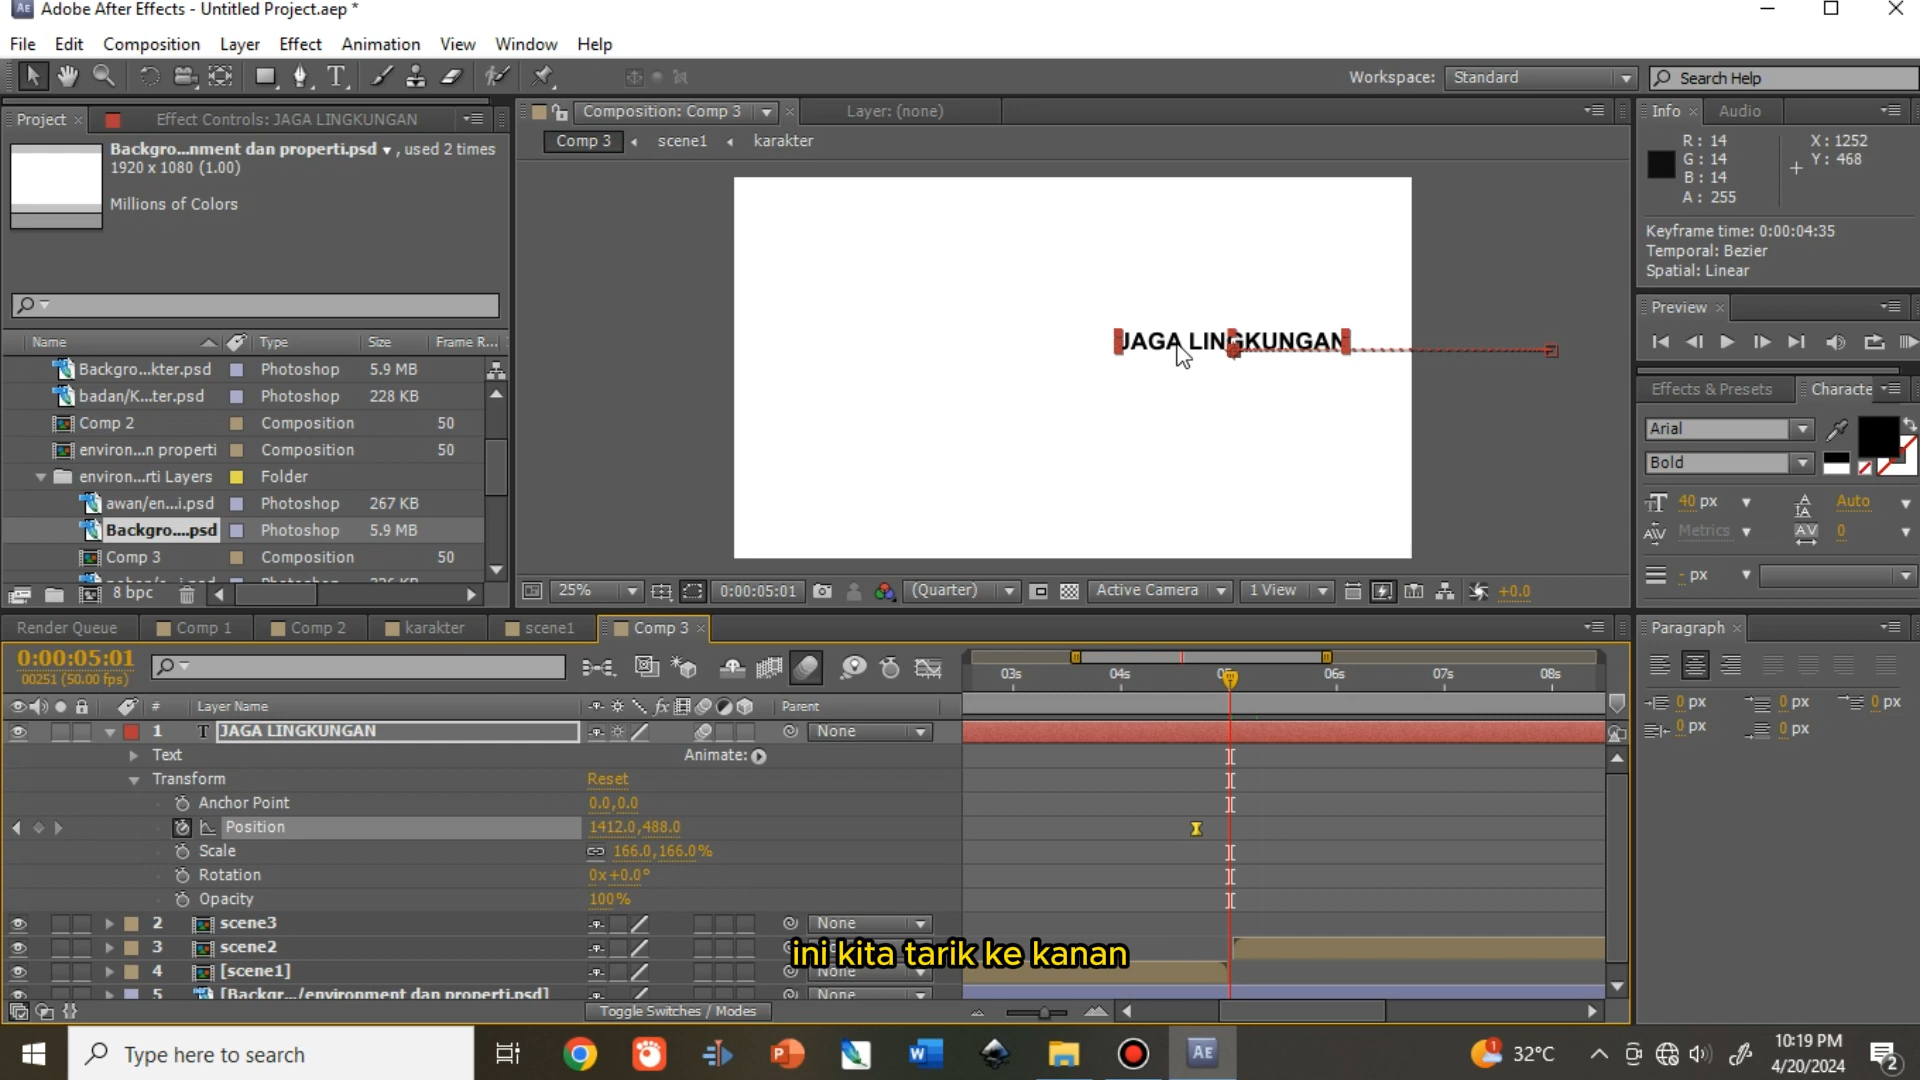 Adobe After Effects - Untitled Project.aep *
File Edit Composition Layer Effect Animation View Window Help
Workspace: Standard Search Help
Project Effect Controls: JAGA LINGKUNGAN
Composition: Comp 3 Layer: (none)
Info Audio
Comp 3 scene1 karakter
Backgro...nment dan properti.psd , used 2 times
1920 x 1080 (1.00)
Millions of Colors
R: 14
G: 14
B: 14
A: 255
X: 1252
Y: 468
Keyframe time: 0:00:04:35
Temporal: Bezier
Spatial: Linear
JAGA LINGKUNGAN
Preview
Effects & Presets Characte
Arial
Bold
40 px Auto
Metrics 0
- px
Name Type Size Frame R...
Backgro...kter.psd Photoshop 5.9 MB
badan/K...ter.psd Photoshop 228 KB
Comp 2 Composition 50
environ...n properti Composition 50
environ...rti Layers Folder
awan/en...i.psd Photoshop 267 KB
Backgro....psd Photoshop 5.9 MB
Comp 3 Composition 50
8 bpc
25% 0:00:05:01 (Quarter) Active Camera 1 View +0.0
Render Queue Comp 1 Comp 2 karakter scene1 Comp 3
Paragraph
0 px 0 px 0 px
0 px 0 px
0:00:05:01
00251 (50.00 fps)
03s 04s 06s 07s 08s
# Layer Name Parent
1 T JAGA LINGKUNGAN None
Text Animate:
Transform Reset
Anchor Point 0.0,0.0
Position 1412.0,488.0
Scale 166.0,166.0%
Rotation 0x+0.0°
Opacity 100%
2 scene3 None
3 scene2
4 [scene1] None
5 [Backgr.../environment dan properti.psd] None
ini kita tarik ke kanan
Toggle Switches / Modes
Type here to search
32°C
10:19 PM
4/20/2024
2